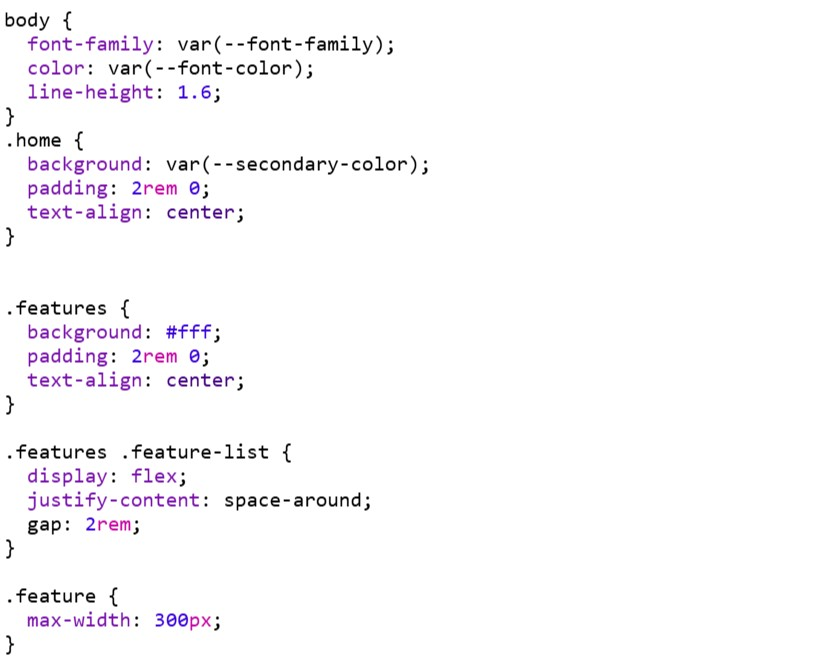 body {
  font-family: var(--font-family);
  color: var(--font-color);
  line-height: 1.6;
}
.home {
  background: var(--secondary-color);
  padding: 2rem 0;
  text-align: center;
}
.features {
  background: #fff;
  padding: 2rem 0;
  text-align: center;
}
.features .feature-list {
  display: flex;
  justify-content: space-around;
  gap: 2rem;
}
.feature {
  max-width: 300px;
}